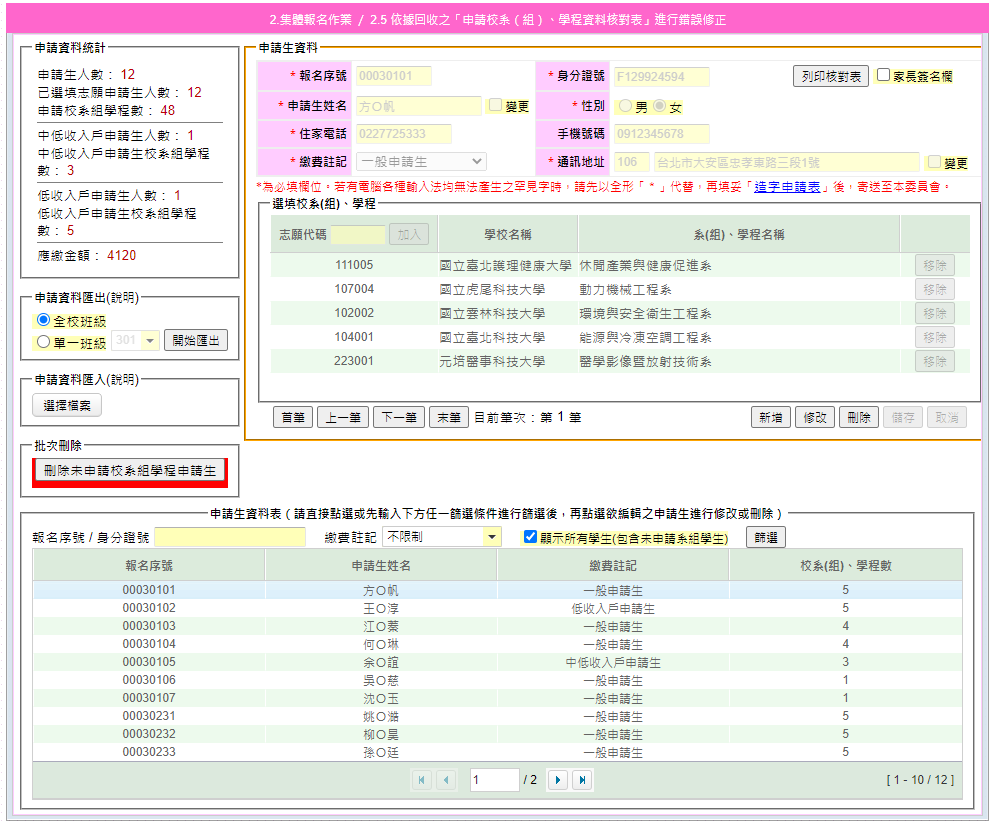 2.集體報名作業 / 2.5 依據回收之「申請校系（組）、學程資料核對表」進行錯誤修正
申請資料統計
申請生人數： 12
已選填志願申請生人數： 12
申請校系組學程數： 48
中低收入戶申請生人數： 1
中低收入戶申請生校系組學程
數： 3
低收入戶申請生人數： 1
低收入戶申請生校系組學程
數： 5
應繳金額： 4120
申請資料匯出(說明)
全校班級
單一班級 301 開始匯出
申請資料匯入(說明)
選擇檔案
批次刪除
刪除未申請校系組學程申請生
申請生資料
* 報名序號 00030101 * 身分證號 F129924594 列印核對表 家長簽名欄
* 申請生姓名 方O帆 變更 * 性別 男 女
* 住家電話 0227725333 手機號碼 0912345678
* 繳費註記 一般申請生 * 通訊地址 106 台北市大安區忠孝東路三段1號 變更
*為必填欄位。若有電腦各種輸入法均無法產生之罕見字時，請先以全形「＊」代替，再填妥「造字申請表」後，寄送至本委員會。
選填校系(組)、學程
志願代碼 加入 學校名稱 系(組)、學程名稱
111005 國立臺北護理健康大學 休閒產業與健康促進系 移除
107004 國立虎尾科技大學 動力機械工程系 移除
102002 國立雲林科技大學 環境與安全衛生工程系 移除
104001 國立臺北科技大學 能源與冷凍空調工程系 移除
223001 元培醫事科技大學 醫學影像暨放射技術系 移除
首筆 上一筆 下一筆 末筆 目前筆次：第 1 筆 新增 修改 刪除 儲存 取消
申請生資料表（請直接點選或先輸入下方任一篩選條件進行篩選後，再點選欲編輯之申請生進行修改或刪除）
報名序號 / 身分證號 繳費註記 不限制 顯示所有學生(包含未申請系組學生) 篩選
報名序號 申請生姓名 繳費註記 校系(組)、學程數
00030101 方O帆 一般申請生 5
00030102 王O淳 低收入戶申請生 5
00030103 江O蓁 一般申請生 4
00030104 何O琳 一般申請生 4
00030105 余O誼 中低收入戶申請生 3
00030106 吳O慈 一般申請生 1
00030107 沈O玉 一般申請生 1
00030231 姚O澔 一般申請生 5
00030232 柳O昊 一般申請生 5
00030233 孫O廷 一般申請生 5
1 / 2 [ 1 - 10 / 12 ]